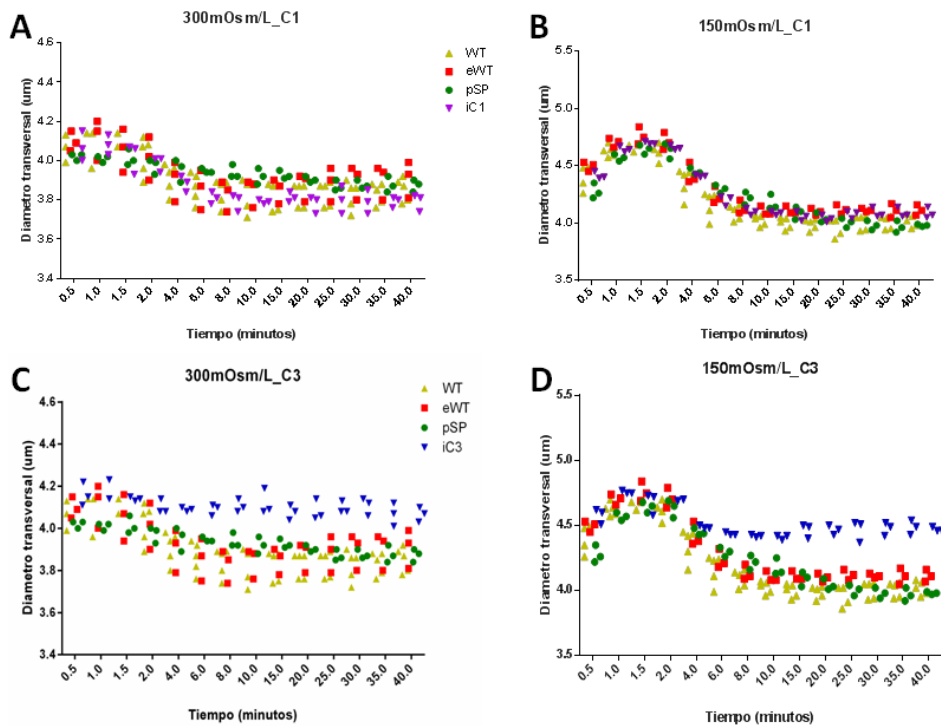 A
300mOsm/L_C1
Diametro transversal (um)
4.6
4.4
4.2
4.0
3.8
3.6
3.4
0.5 1.0 1.5 2.0 4.0 6.0 8.0 10.0 15.0 20.0 25.0 30.0 35.0 40.0
Tiempo (minutos)
WT
eWT
pSP
iC1
B
150mOsm/L_C1
Diametro transversal (um)
5.5
5.0
4.5
4.0
3.5
0.5 1.0 1.5 2.0 4.0 6.0 8.0 10.0 15.0 20.0 25.0 30.0 35.0 40.0
Tiempo (minutos)
C
300mOsm/L_C3
Diametro transversal (um)
4.6
4.4
4.2
4.0
3.8
3.6
3.4
0.5 1.0 1.5 2.0 4.0 6.0 8.0 10.0 15.0 20.0 25.0 30.0 35.0 40.0
Tiempo (minutos)
WT
eWT
pSP
iC3
D
150mOsm/L_C3
Diametro transversal (um)
5.5
5.0
4.5
4.0
3.5
0.5 1.0 1.5 2.0 4.0 6.0 8.0 10.0 15.0 20.0 25.0 30.0 35.0 40.0
Tiempo (minutos)